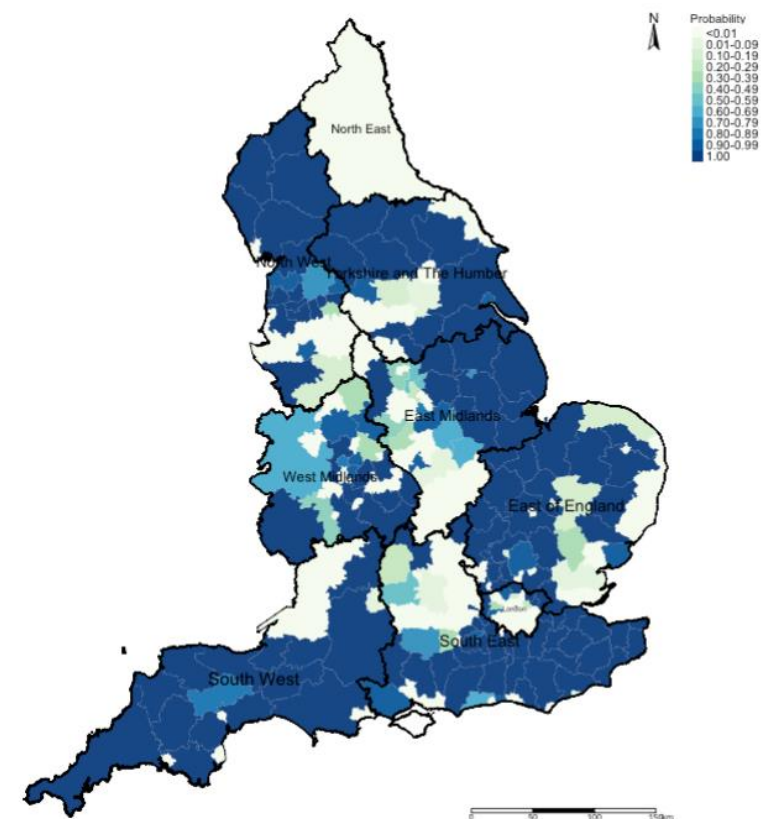 N
Probability
<0.01
0.01-0.09
0.10-0.19
0.20-0.29
0.30-0.39
0.40-0.49
0.50-0.59
0.60-0.69
0.70-0.79
0.80-0.89
0.90-0.99
1.00
North East
North West
Yorkshire and The Humber
East Midlands
West Midlands
East of England
London
South East
South West
0 50 100 150km